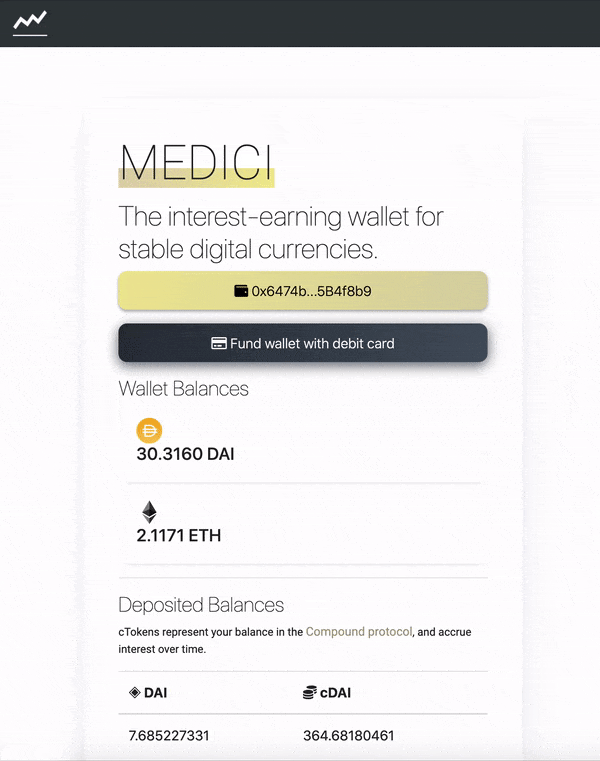 MEDICI
The interest-earning wallet for
stable digital currencies.
0x6474b...5B4f8b9
Fund wallet with debit card
Wallet Balances
30.3160 DAI
2.1171 ETH
Deposited Balances
cTokens represent your balance in the Compound protocol, and accrue
interest over time.
DAI cDAI
7.685227331 364.68180461